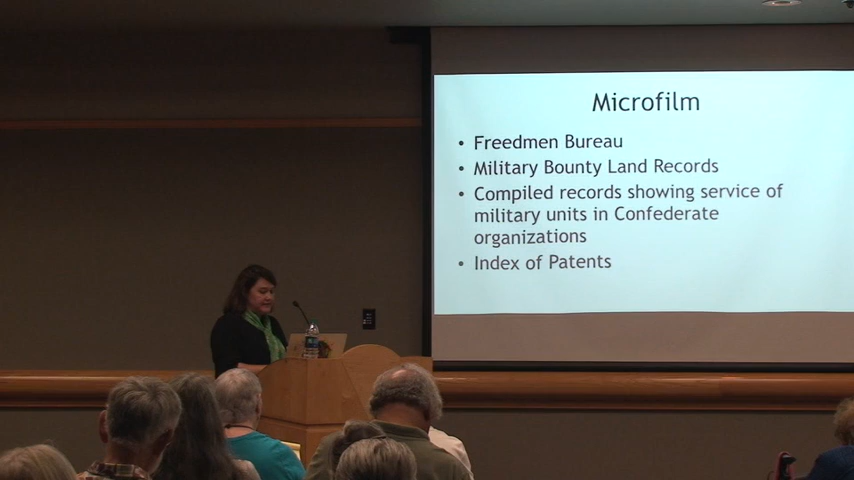 Microfilm
• Freedmen Bureau
• Military Bounty Land Records
• Compiled records showing service of
military units in Confederate
organizations
• Index of Patents